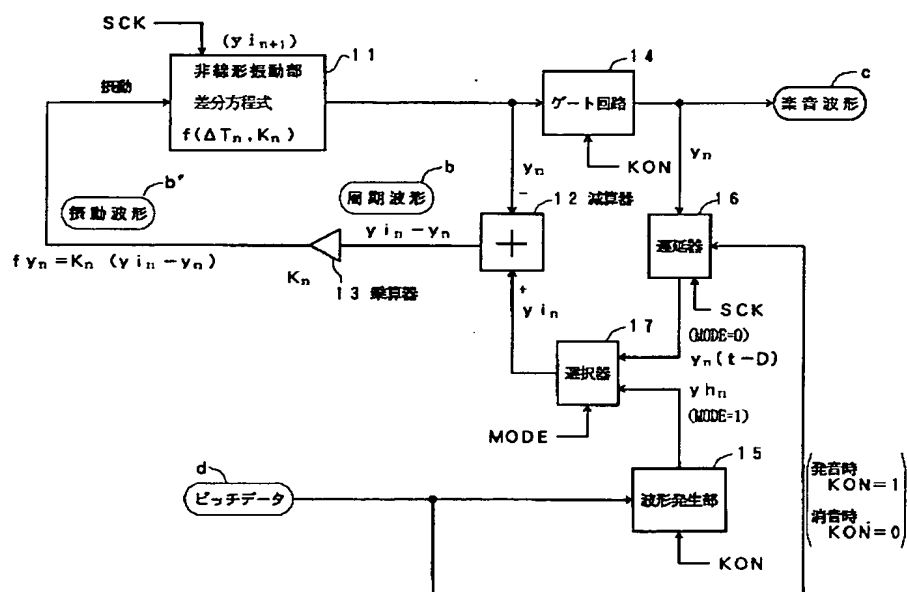 SCK
(yi_{n+1})
11
非線形振動部
差分方程式
f(ΔT_n, K_n)
振動
14
ゲート回路
KON
c
楽音波形
y_n
y_n
b'
振動波形
b
周期波形
−
12 減算器
+
yi_n−y_n
fy_n=K_n (yi_n−y_n)
K_n
13 乗算器
+
yi_n
16
遅延器
SCK
(MODE=0)
y_n(t−D)
17
選択器
yh_n
(MODE=1)
MODE
15
波形発生部
KON
d
ピッチデータ
発音時
KON=1
消音時
KON=0